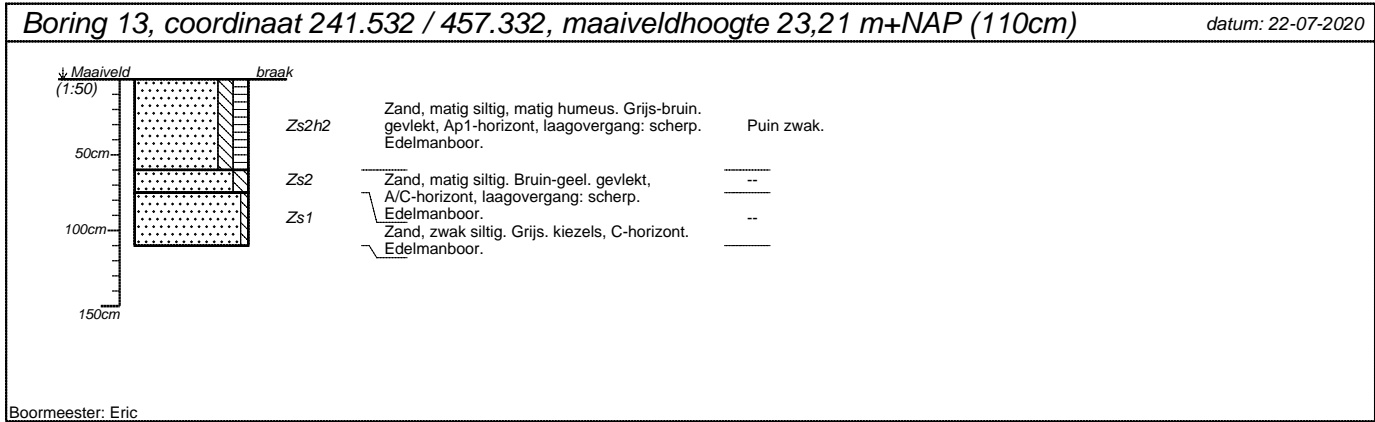 Boring 13, coordinaat 241.532 / 457.332, maaiveldhoogte 23,21 m+NAP (110cm)
datum: 22-07-2020
Maaiveld
braak
(1:50)
Zs2h2
Zand, matig siltig, matig humeus. Grijs-bruin.
gevlekt, Ap1-horizont, laagovergang: scherp.
Edelmanboor.
Puin zwak.
50cm
Zs2
Zand, matig siltig. Bruin-geel. gevlekt,
A/C-horizont, laagovergang: scherp.
Edelmanboor.
--
Zs1
Zand, zwak siltig. Grijs. kiezels, C-horizont.
Edelmanboor.
--
100cm
150cm
Boormeester: Eric